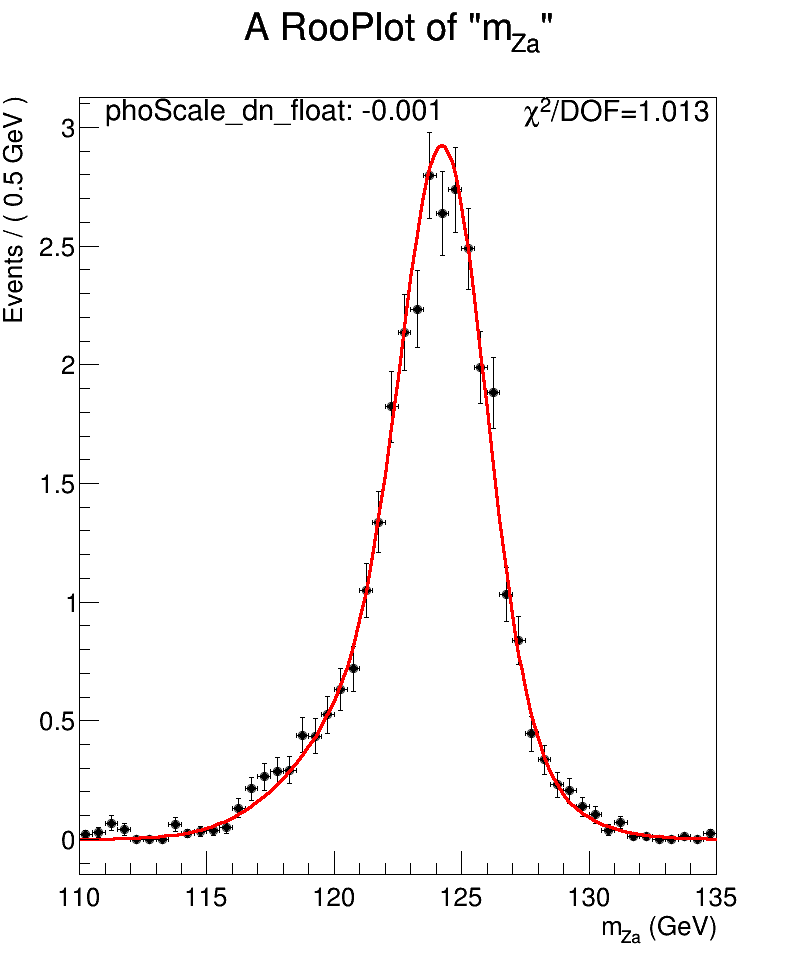 A RooPlot of "m_Za"
phoScale_dn_float: -0.001
χ²/DOF=1.013
Events / ( 0.5 GeV )
3
2.5
2
1.5
1
0.5
0
110 115 120 125 130 135
m_Za (GeV)